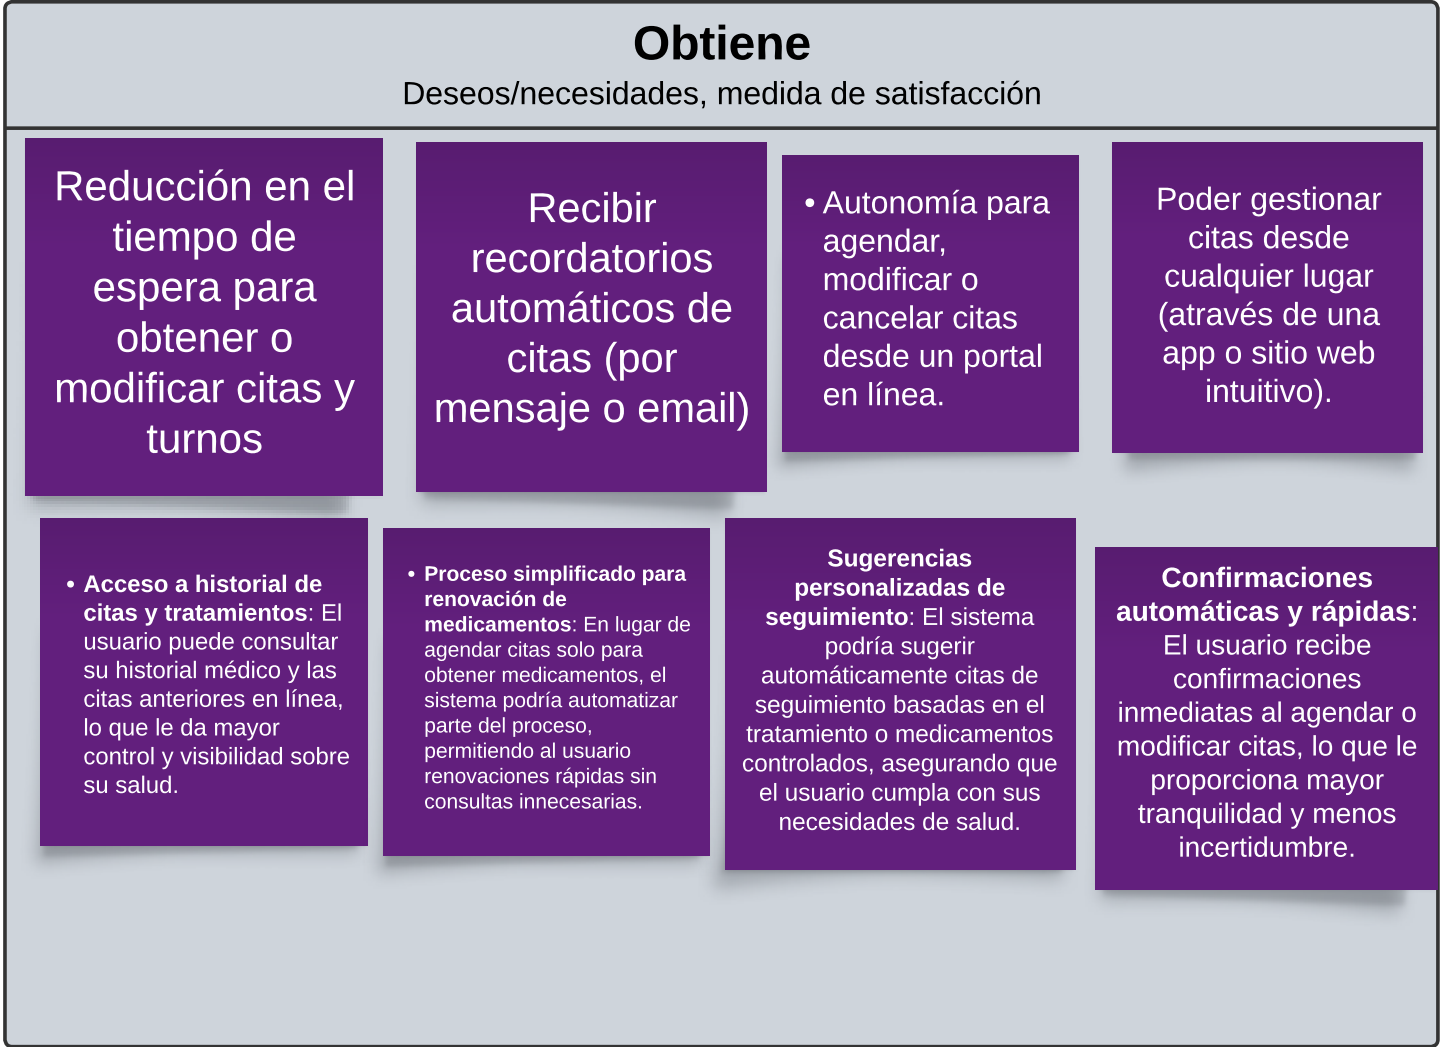 Obtiene
Deseos/necesidades, medida de satisfacción
Reducción en el
tiempo de
espera para
obtener o
modificar citas y
turnos
Recibir
recordatorios
automáticos de
citas (por
mensaje o email)
• Autonomía para
agendar,
modificar o
cancelar citas
desde un portal
en línea.
Poder gestionar
citas desde
cualquier lugar
(através de una
app o sitio web
intuitivo).
• Acceso a historial de
citas y tratamientos: El
usuario puede consultar
su historial médico y las
citas anteriores en línea,
lo que le da mayor
control y visibilidad sobre
su salud.
• Proceso simplificado para
renovación de
medicamentos: En lugar de
agendar citas solo para
obtener medicamentos, el
sistema podría automatizar
parte del proceso,
permitiendo al usuario
renovaciones rápidas sin
consultas innecesarias.
Sugerencias
personalizadas de
seguimiento: El sistema
podría sugerir
automáticamente citas de
seguimiento basadas en el
tratamiento o medicamentos
controlados, asegurando que
el usuario cumpla con sus
necesidades de salud.
Confirmaciones
automáticas y rápidas:
El usuario recibe
confirmaciones
inmediatas al agendar o
modificar citas, lo que le
proporciona mayor
tranquilidad y menos
incertidumbre.